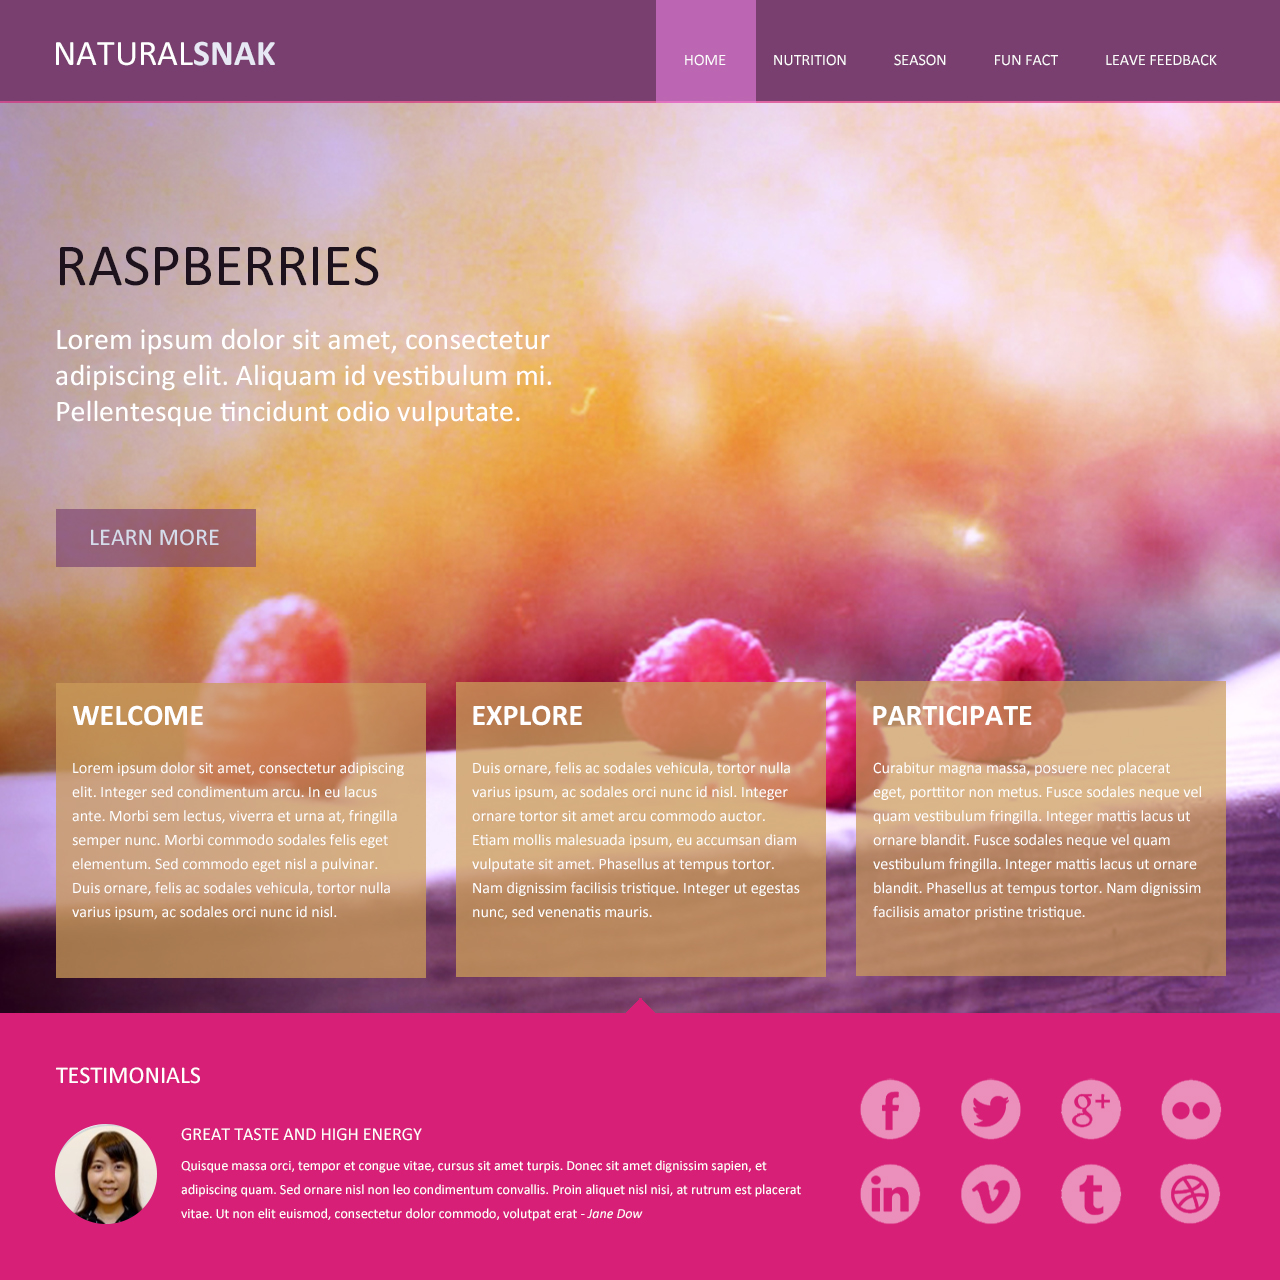 NATURALSNAK
HOME NUTRITION SEASON FUN FACT LEAVE FEEDBACK
RASPBERRIES
Lorem ipsum dolor sit amet, consectetur
adipiscing elit. Aliquam id vestibulum mi.
Pellentesque tincidunt odio vulputate.
LEARN MORE
WELCOME
Lorem ipsum dolor sit amet, consectetur adipiscing
elit. Integer sed condimentum arcu. In eu lacus
ante. Morbi sem lectus, viverra et urna at, fringilla
semper nunc. Morbi commodo sodales felis eget
elementum. Sed commodo eget nisl a pulvinar.
Duis ornare, felis ac sodales vehicula, tortor nulla
varius ipsum, ac sodales orci nunc id nisl.
EXPLORE
Duis ornare, felis ac sodales vehicula, tortor nulla
varius ipsum, ac sodales orci nunc id nisl. Integer
ornare tortor sit amet arcu commodo auctor.
Etiam mollis malesuada ipsum, eu accumsan diam
vulputate sit amet. Phasellus at tempus tortor.
Nam dignissim facilisis tristique. Integer ut egestas
nunc, sed venenatis mauris.
PARTICIPATE
Curabitur magna massa, posuere nec placerat
eget, porttitor non metus. Fusce sodales neque vel
quam vestibulum fringilla. Integer mattis lacus ut
ornare blandit. Fusce sodales neque vel quam
vestibulum fringilla. Integer mattis lacus ut ornare
blandit. Phasellus at tempus tortor. Nam dignissim
facilisis amator pristine tristique.
TESTIMONIALS
GREAT TASTE AND HIGH ENERGY
Quisque massa orci, tempor et congue vitae, cursus sit amet turpis. Donec sit amet dignissim sapien, et
adipiscing quam. Sed ornare nisl non leo condimentum convallis. Proin aliquet nisl nisi, at rutrum est placerat
vitae. Ut non elit euismod, consectetur dolor commodo, volutpat erat - Jane Dow
f g+
in v t